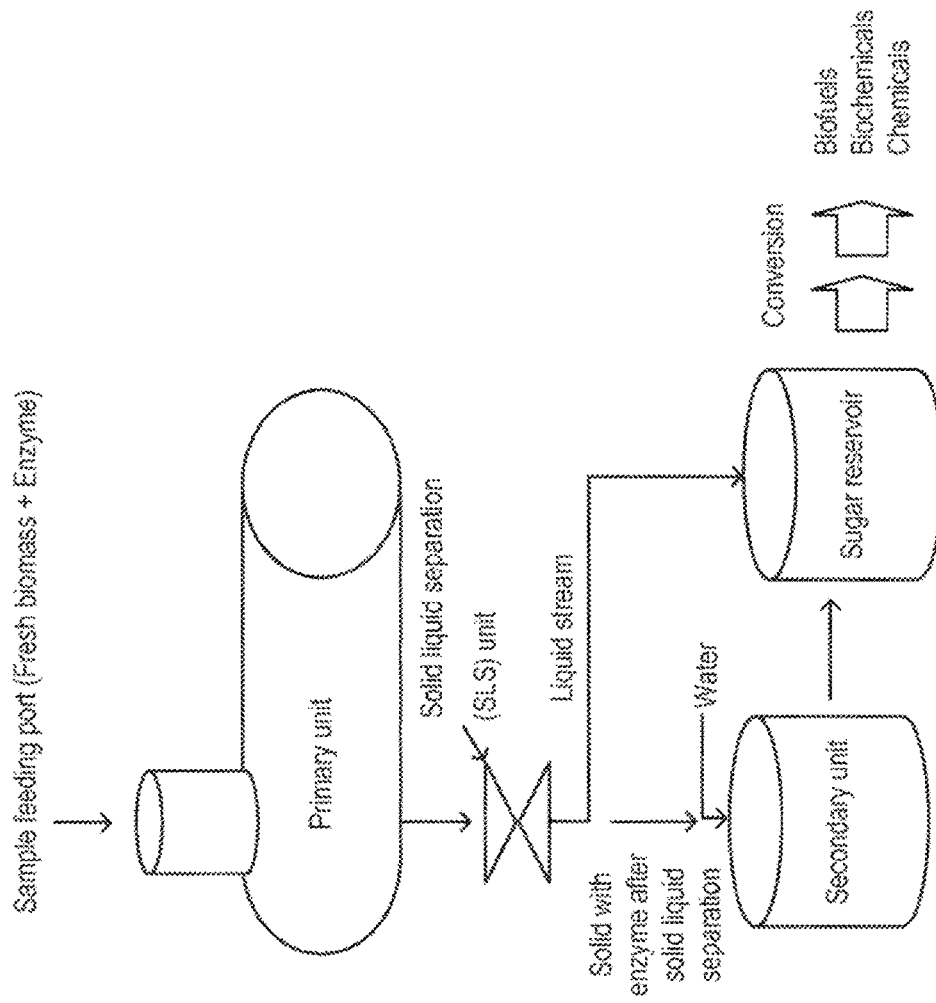 Sample feeding port (Fresh biomass + Enzyme)
Primary unit
Solid liquid separation
(SLS) unit
Liquid stream
Solid with
enzyme after
solid liquid
separation
Water
Secondary unit
Sugar reservoir
Conversion
Biofuels
Biochemicals
Chemicals